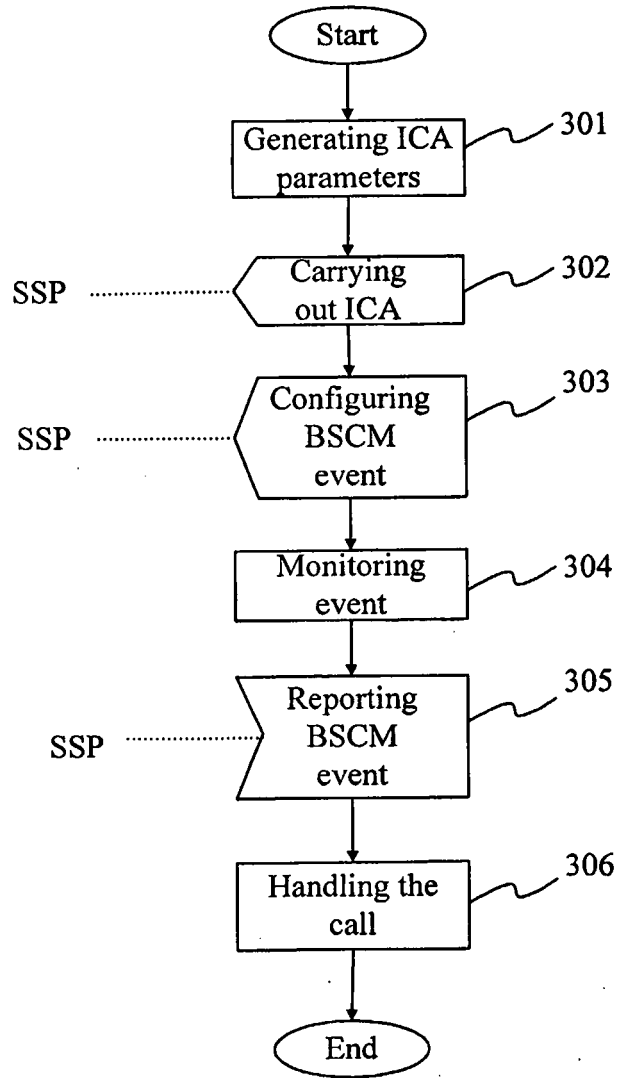 Start
Generating ICA
parameters
301
SSP
Carrying
out ICA
302
SSP
Configuring
BSCM
event
303
Monitoring
event
304
SSP
Reporting
BSCM
event
305
Handling the
call
306
End